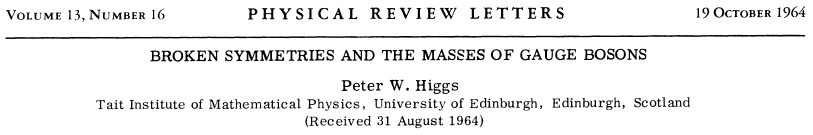 VOLUME 13, NUMBER 16 PHYSICAL REVIEW LETTERS 19 OCTOBER 1964
BROKEN SYMMETRIES AND THE MASSES OF GAUGE BOSONS
Peter W. Higgs
Tait Institute of Mathematical Physics, University of Edinburgh, Edinburgh, Scotland
(Received 31 August 1964)